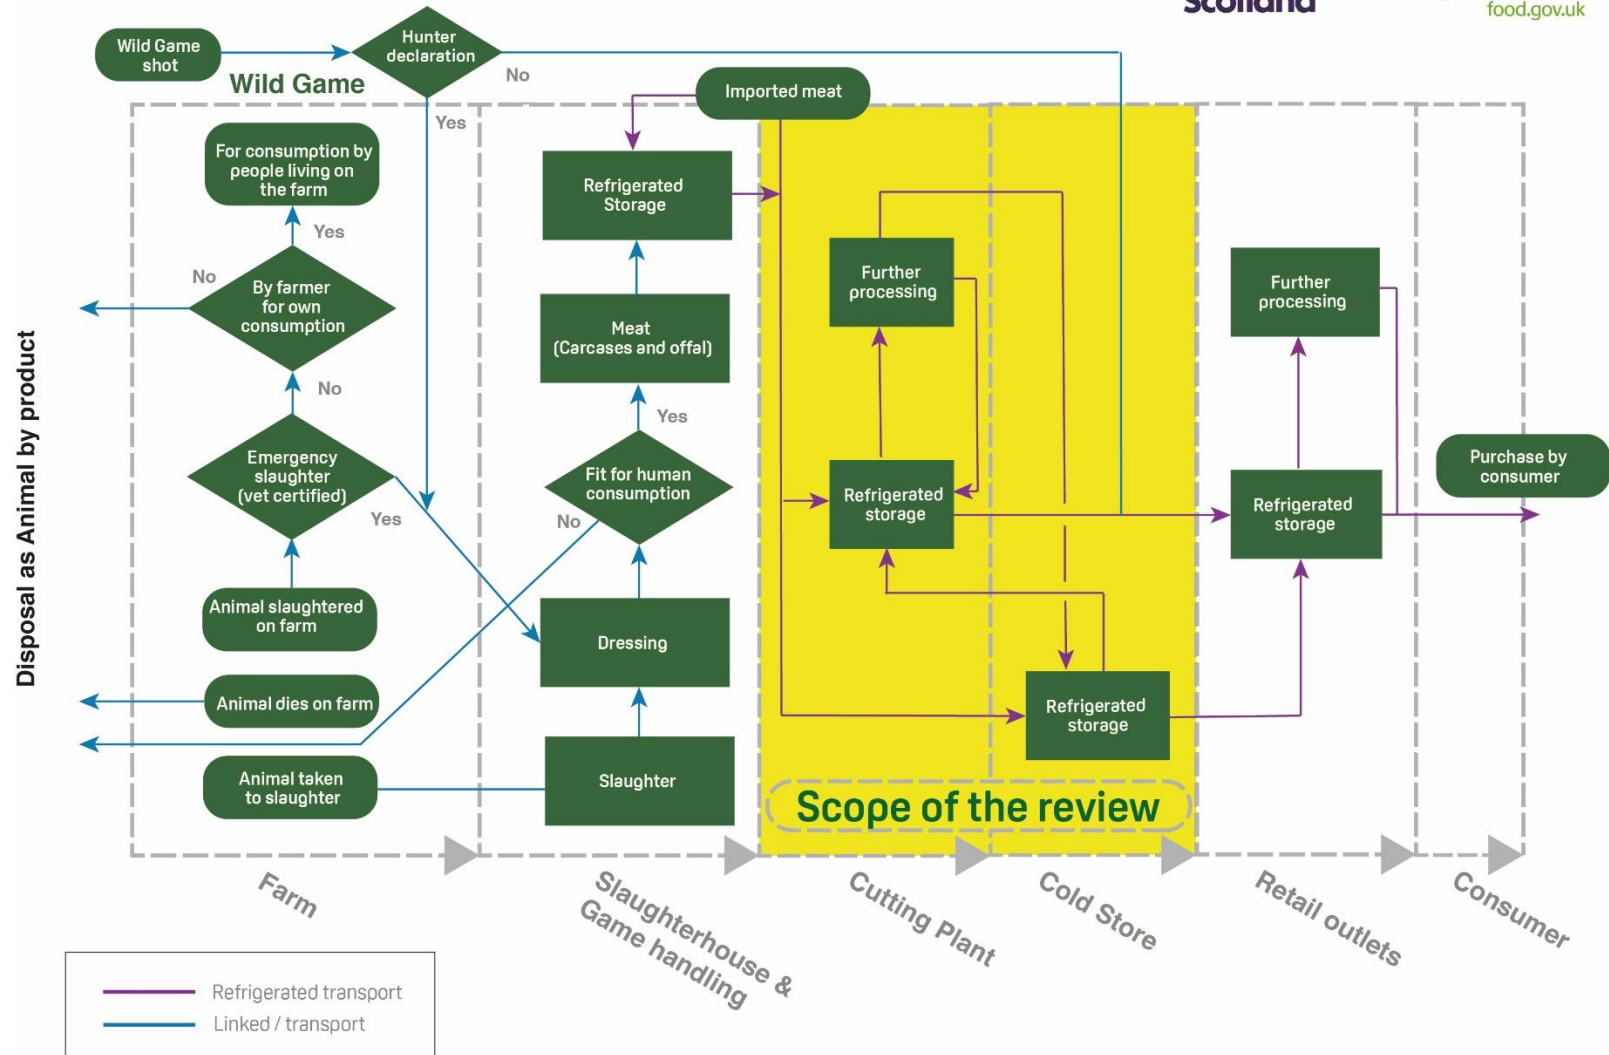 Scotland
food.gov.uk
Wild Game
shot
Hunter
declaration
No
Wild Game
Imported meat
Yes
For consumption by
people living on
the farm
Yes
No
By farmer
for own
consumption
No
Emergency
slaughter
(vet certified)
Yes
Animal slaughtered
on farm
Animal dies on farm
Animal taken
to slaughter
Disposal as Animal by product
Refrigerated
Storage
Meat
(Carcases and offal)
Yes
Fit for human
consumption
No
Dressing
Slaughter
Further
processing
Refrigerated
storage
Refrigerated
storage
Scope of the review
Further
processing
Refrigerated
storage
Purchase by
consumer
Farm
Slaughterhouse &
Game handling
Cutting Plant
Cold Store
Retail outlets
Consumer
Refrigerated transport
Linked / transport